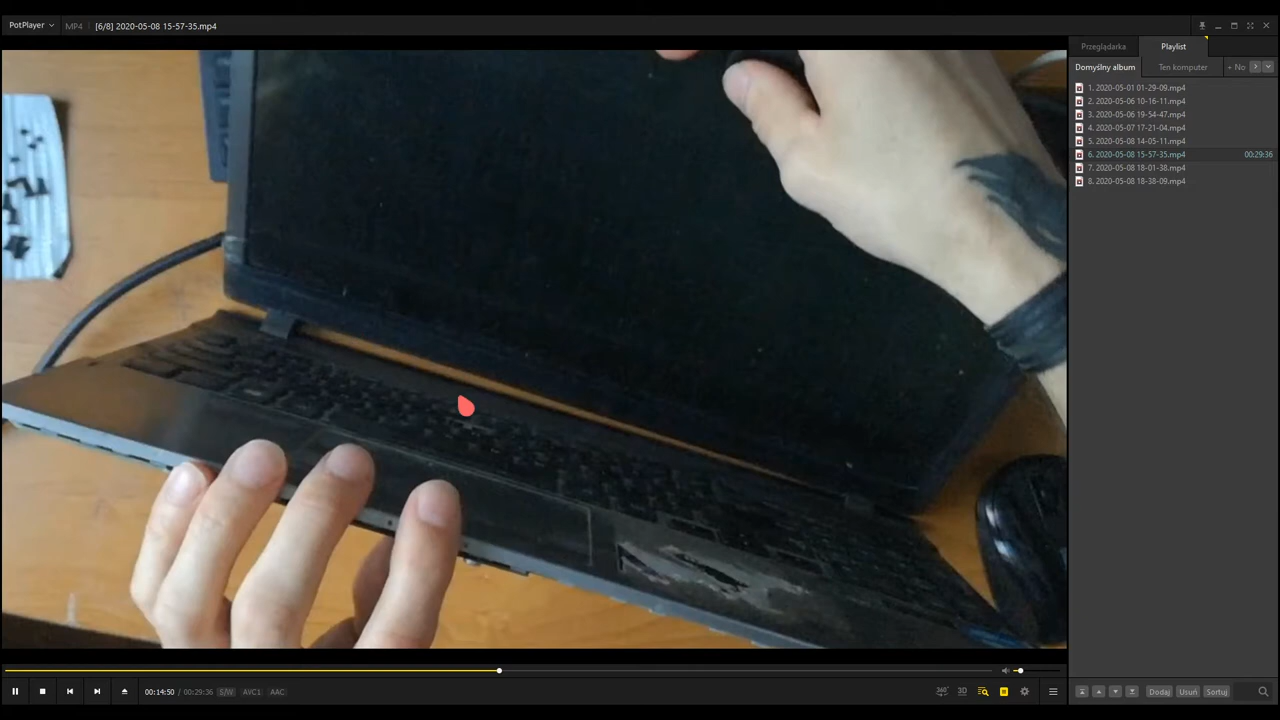 PotPlayer MP4 [6/8] 2020-05-08 15-57-35.mp4
Przeglądarka Playlist
Domyślny album Ten komputer + No
1. 2020-05-01 01-29-09.mp4
2. 2020-05-06 10-16-11.mp4
3. 2020-05-06 19-54-47.mp4
4. 2020-05-07 17-21-04.mp4
5. 2020-05-08 14-05-11.mp4
6. 2020-05-08 15-57-35.mp4 00:29:36
7. 2020-05-08 18-01-38.mp4
8. 2020-05-08 18-38-09.mp4
00:14:50 / 00:29:36 S/W AVC1 AAC
360° 3D
Dodaj Usuń Sortuj